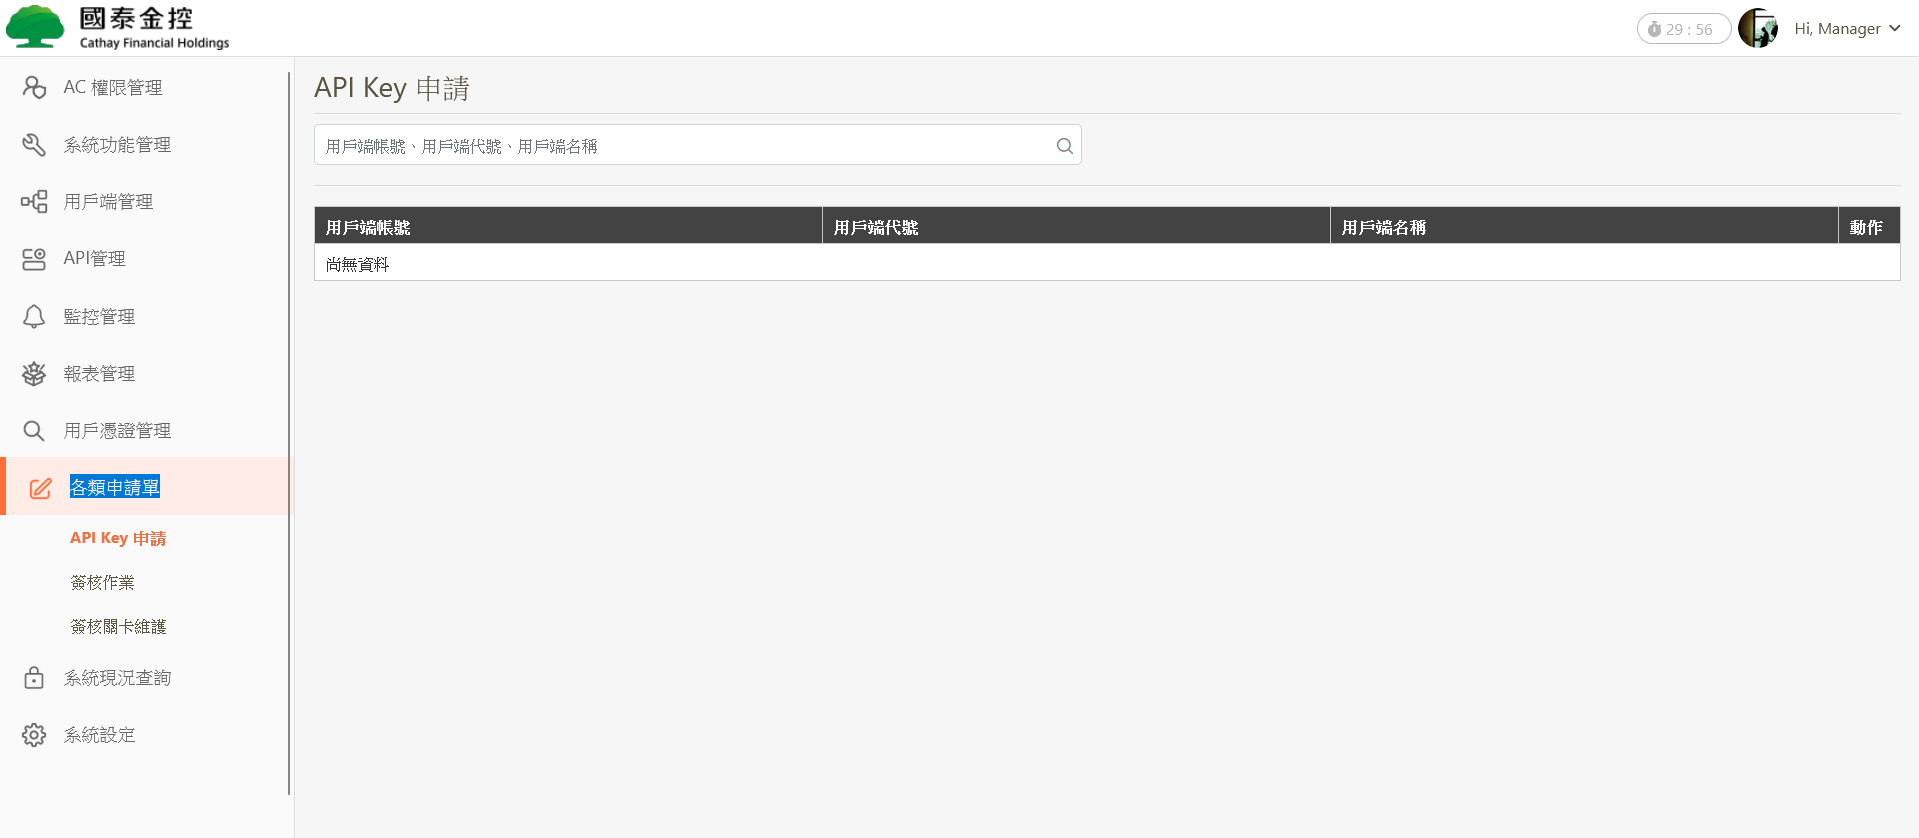 國泰金控
Cathay Financial Holdings
29 : 56
Hi, Manager
AC 權限管理
系統功能管理
用戶端管理
API管理
監控管理
報表管理
用戶憑證管理
各類申請單
API Key 申請
簽核作業
簽核關卡維護
系統現況查詢
系統設定
API Key 申請
用戶端帳號、用戶端代號、用戶端名稱
用戶端帳號 用戶端代號 用戶端名稱 動作
尚無資料